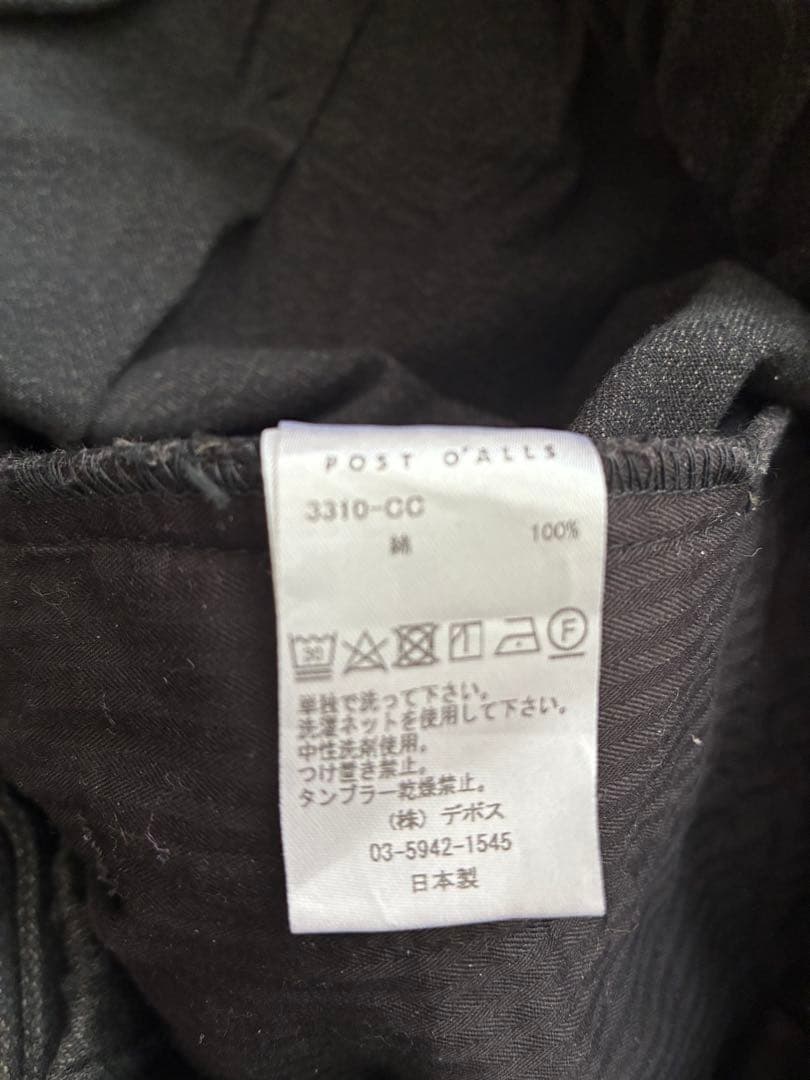 POST O'ALLS
3310-CC
綿 100%
30 F
単独で洗って下さい。
洗濯ネットを使用して下さい。
中性洗剤使用。
つけ置き禁止。
タンブラー乾燥禁止。
(株) デポス
03-5942-1545
日本製